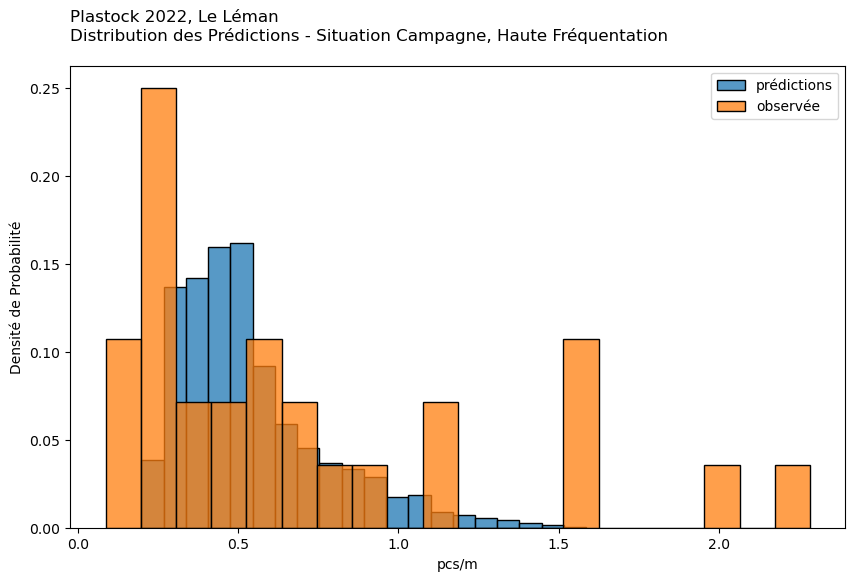 Plastock 2022, Le Léman
Distribution des Prédictions - Situation Campagne, Haute Fréquentation
prédictions
observée
Densité de Probabilité
0.25
0.20
0.15
0.10
0.05
0.00
0.0
0.5
1.0
1.5
2.0
pcs/m